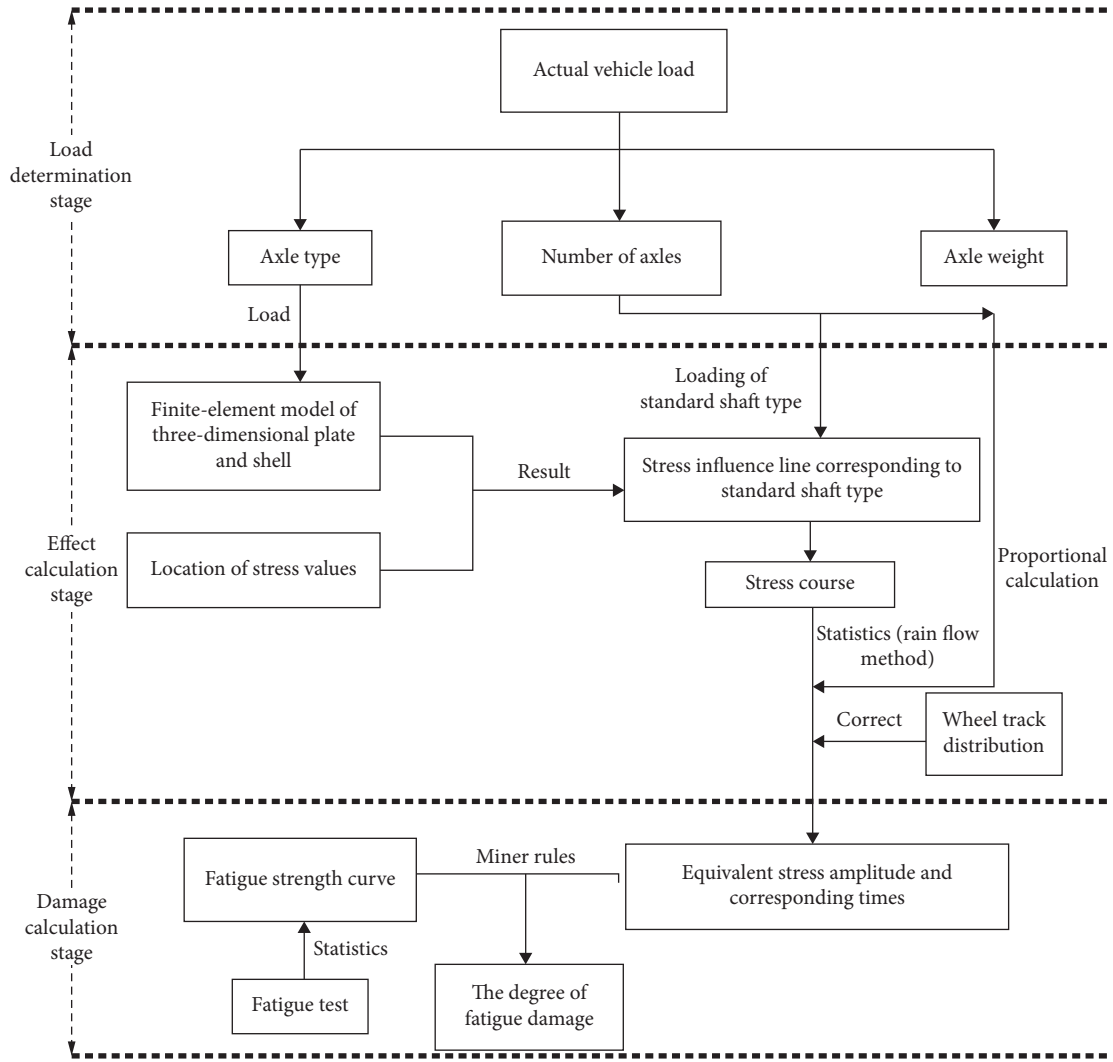 Actual vehicle load
Load
determination
stage
Axle type
Number of axles
Axle weight
Load
Loading of
standard shaft type
Finite-element model of
three-dimensional plate
and shell
Result
Stress influence line corresponding to
standard shaft type
Effect
calculation
stage
Location of stress values
Stress course
Proportional
calculation
Statistics (rain flow
method)
Correct
Wheel track
distribution
Damage
calculation
stage
Fatigue strength curve
Miner rules
Equivalent stress amplitude and
corresponding times
Statistics
Fatigue test
The degree of
fatigue damage